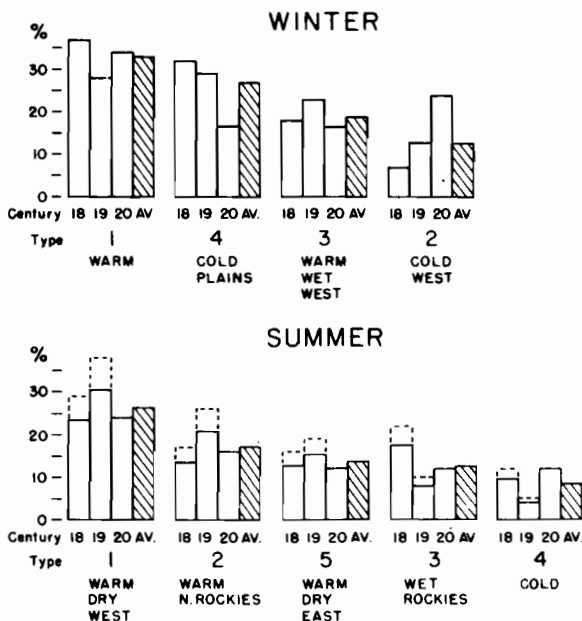 WINTER
%
30
20
10
0
Century 18 19 20 AV. 18 19 20 AV. 18 19 20 AV. 18 19 20 AV.
Type 1 4 3 2
WARM COLD WARM COLD
PLAINS WET WEST
WEST
SUMMER
%
30
20
10
0
Century 18 19 20 AV. 18 19 20 AV. 18 19 20 AV. 18 19 20 AV 18 19 20 AV.
Type 1 2 5 3 4
WARM WARM WARM WET COLD
DRY N. ROCKIES DRY ROCKIES
WEST EAST